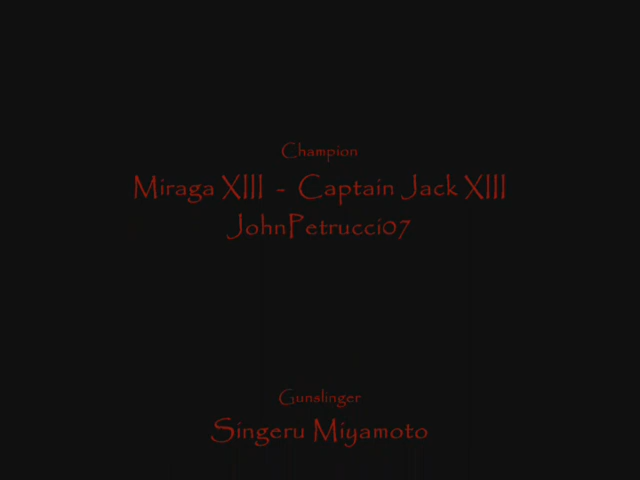 Champion
Miraga XIII - Captain Jack XIII
JohnPetrucci07
Gunslinger
Singeru Miyamoto